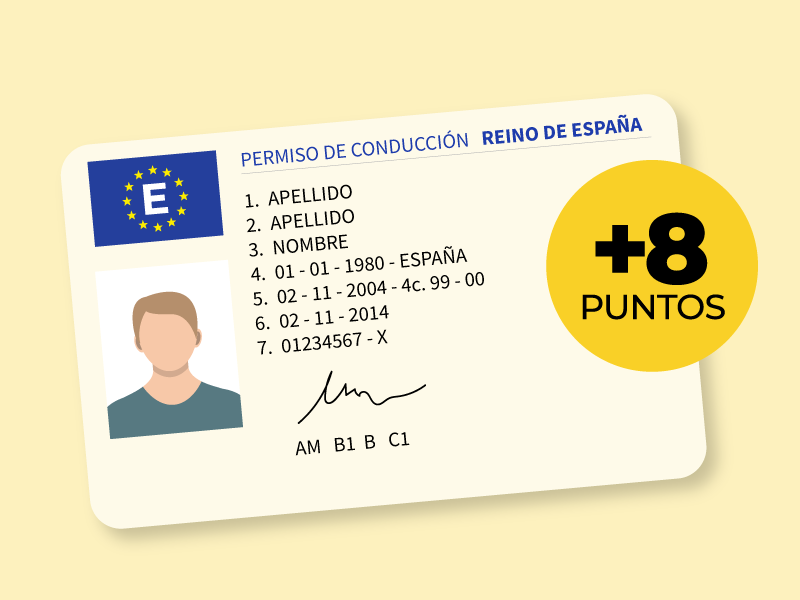 PERMISO DE CONDUCCIÓN REINO DE ESPAÑA
E
1. APELLIDO
2. APELLIDO
3. NOMBRE
4. 01 - 01 - 1980 - ESPAÑA
5. 02 - 11 - 2004 - 4c. 99 - 00
6. 02 - 11 - 2014
7. 01234567 - X
AM B1 B C1
+8
PUNTOS